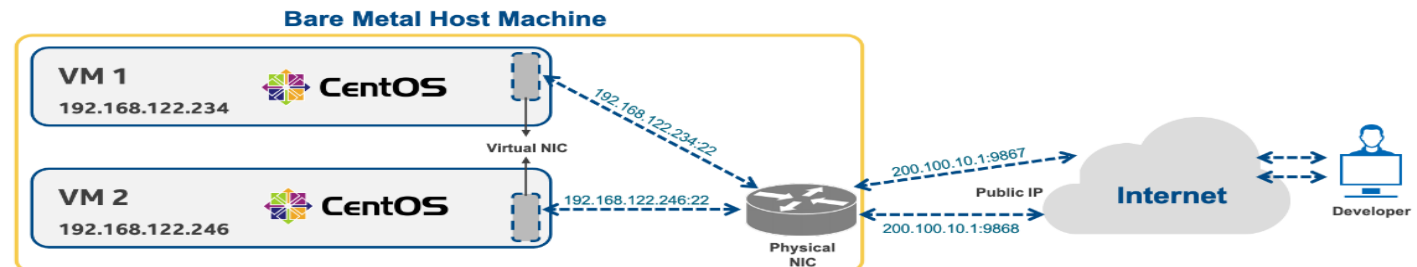 Bare Metal Host Machine
VM 1
CentOS
192.168.122.234
Virtual NIC
VM 2
CentOS
192.168.122.246
192.168.122.234:22
192.168.122.246:22
Physical
NIC
200.100.10.1:9867
Public IP
200.100.10.1:9868
Internet
Developer